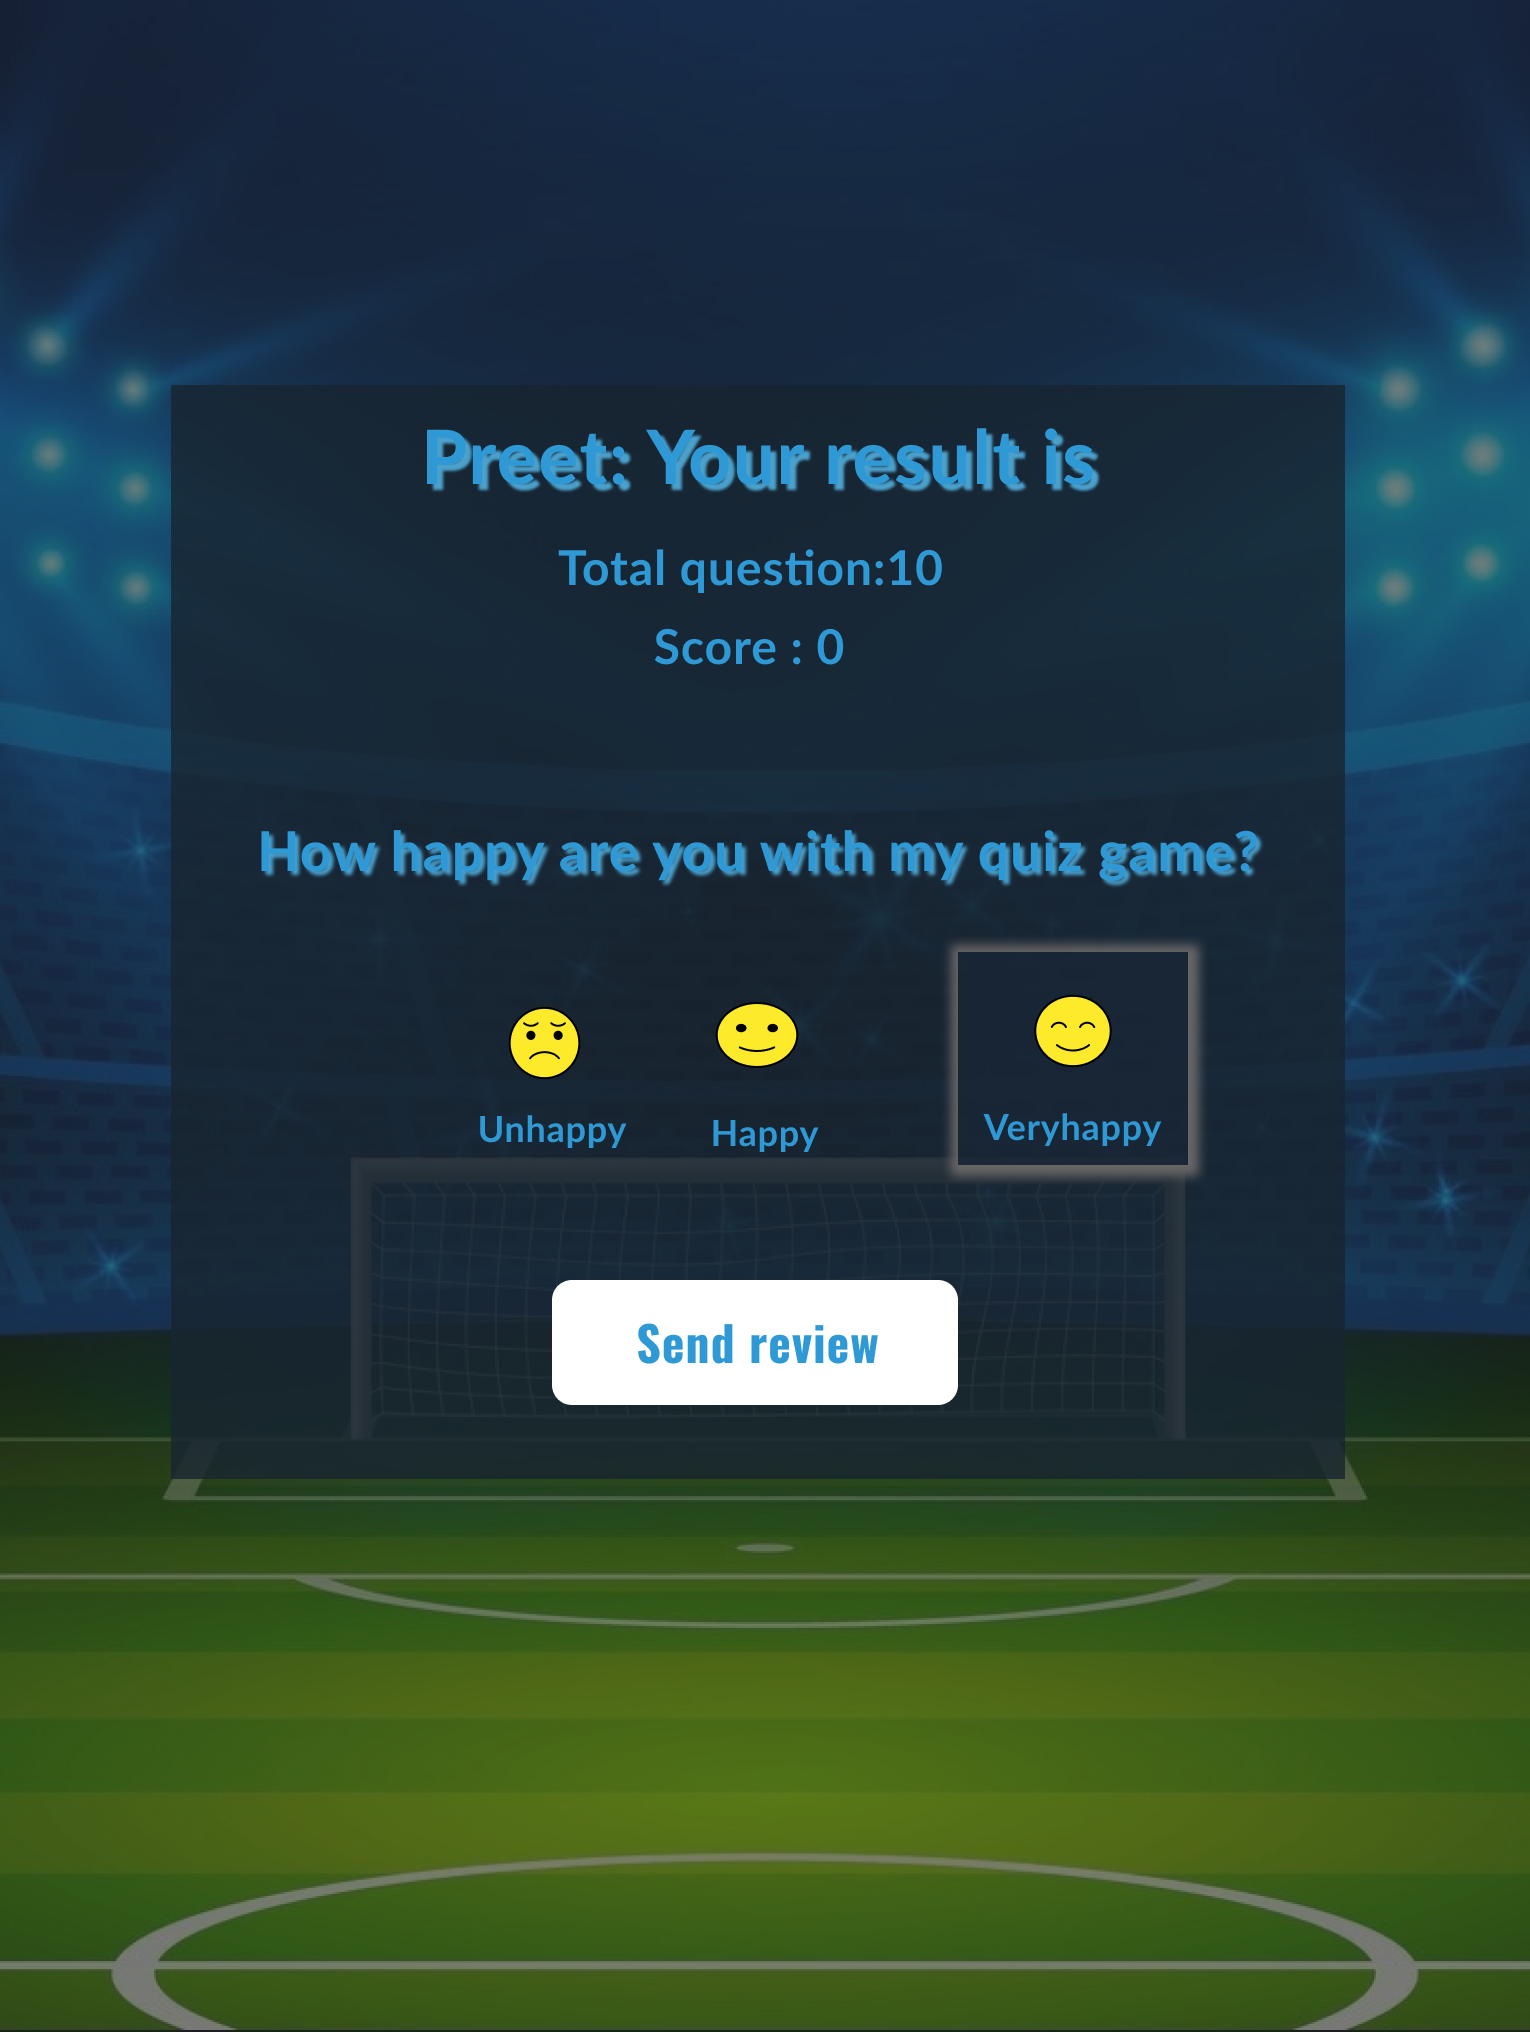 Preet: Your result is
Total question:10
Score : 0
How happy are you with my quiz game?
Unhappy
Happy
Veryhappy
Send review